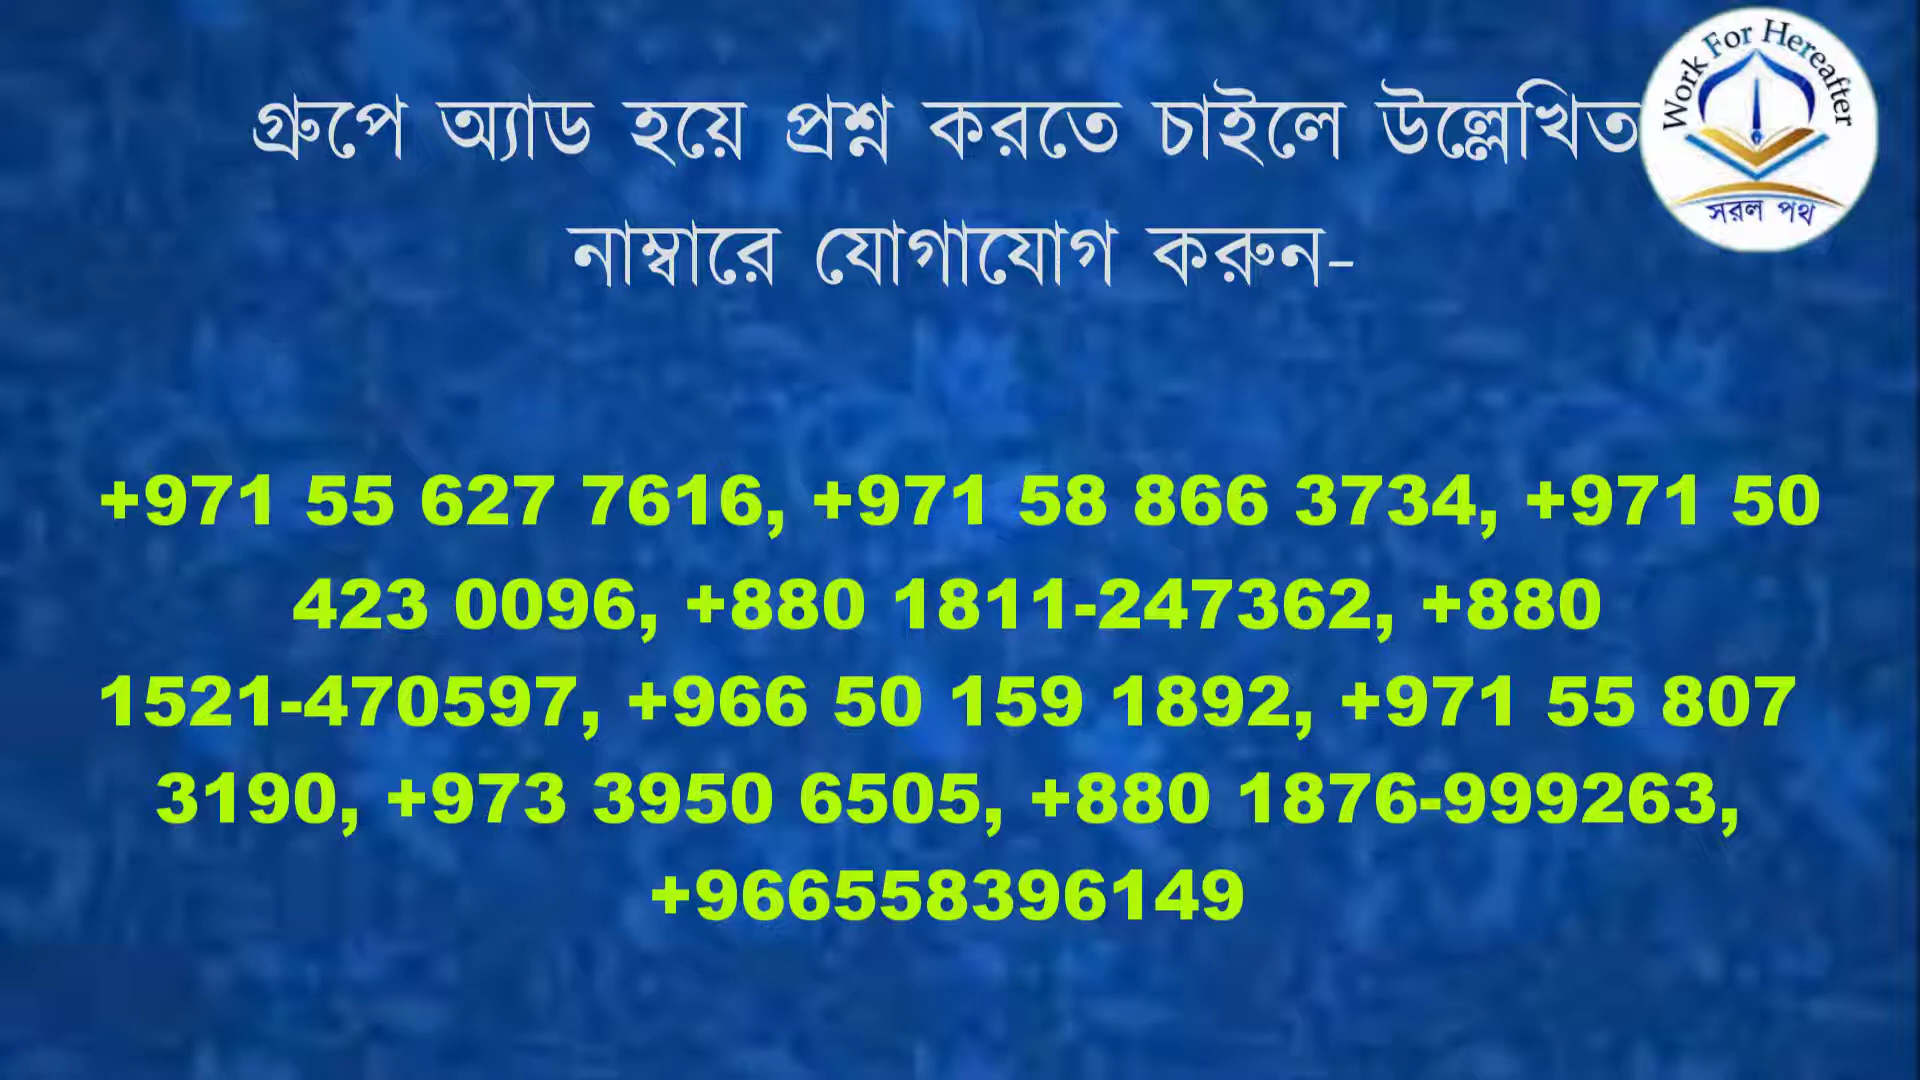 Work For Hereafter
সরল পথ
গ্রুপে অ্যাড হয়ে প্রশ্ন করতে চাইলে উল্লেখিত
নাম্বারে যোগাযোগ করুন-
+971 55 627 7616, +971 58 866 3734, +971 50
423 0096, +880 1811-247362, +880
1521-470597, +966 50 159 1892, +971 55 807
3190, +973 3950 6505, +880 1876-999263,
+966558396149